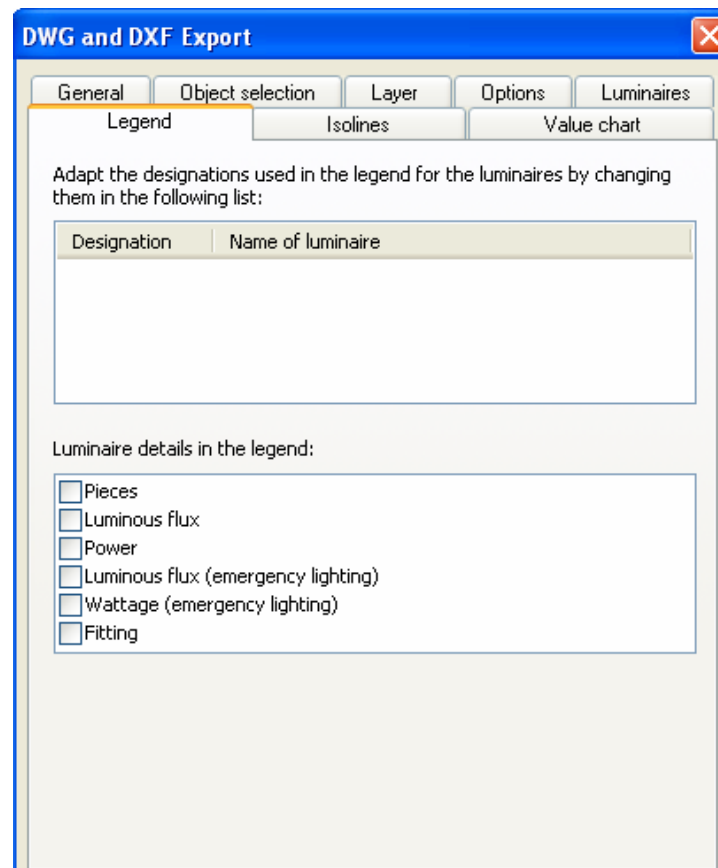 DWG and DXF Export
General Object selection Layer Options Luminaires
Legend Isolines Value chart
Adapt the designations used in the legend for the luminaires by changing
them in the following list:
Designation Name of luminaire
Luminaire details in the legend:
Pieces
Luminous flux
Power
Luminous flux (emergency lighting)
Wattage (emergency lighting)
Fitting